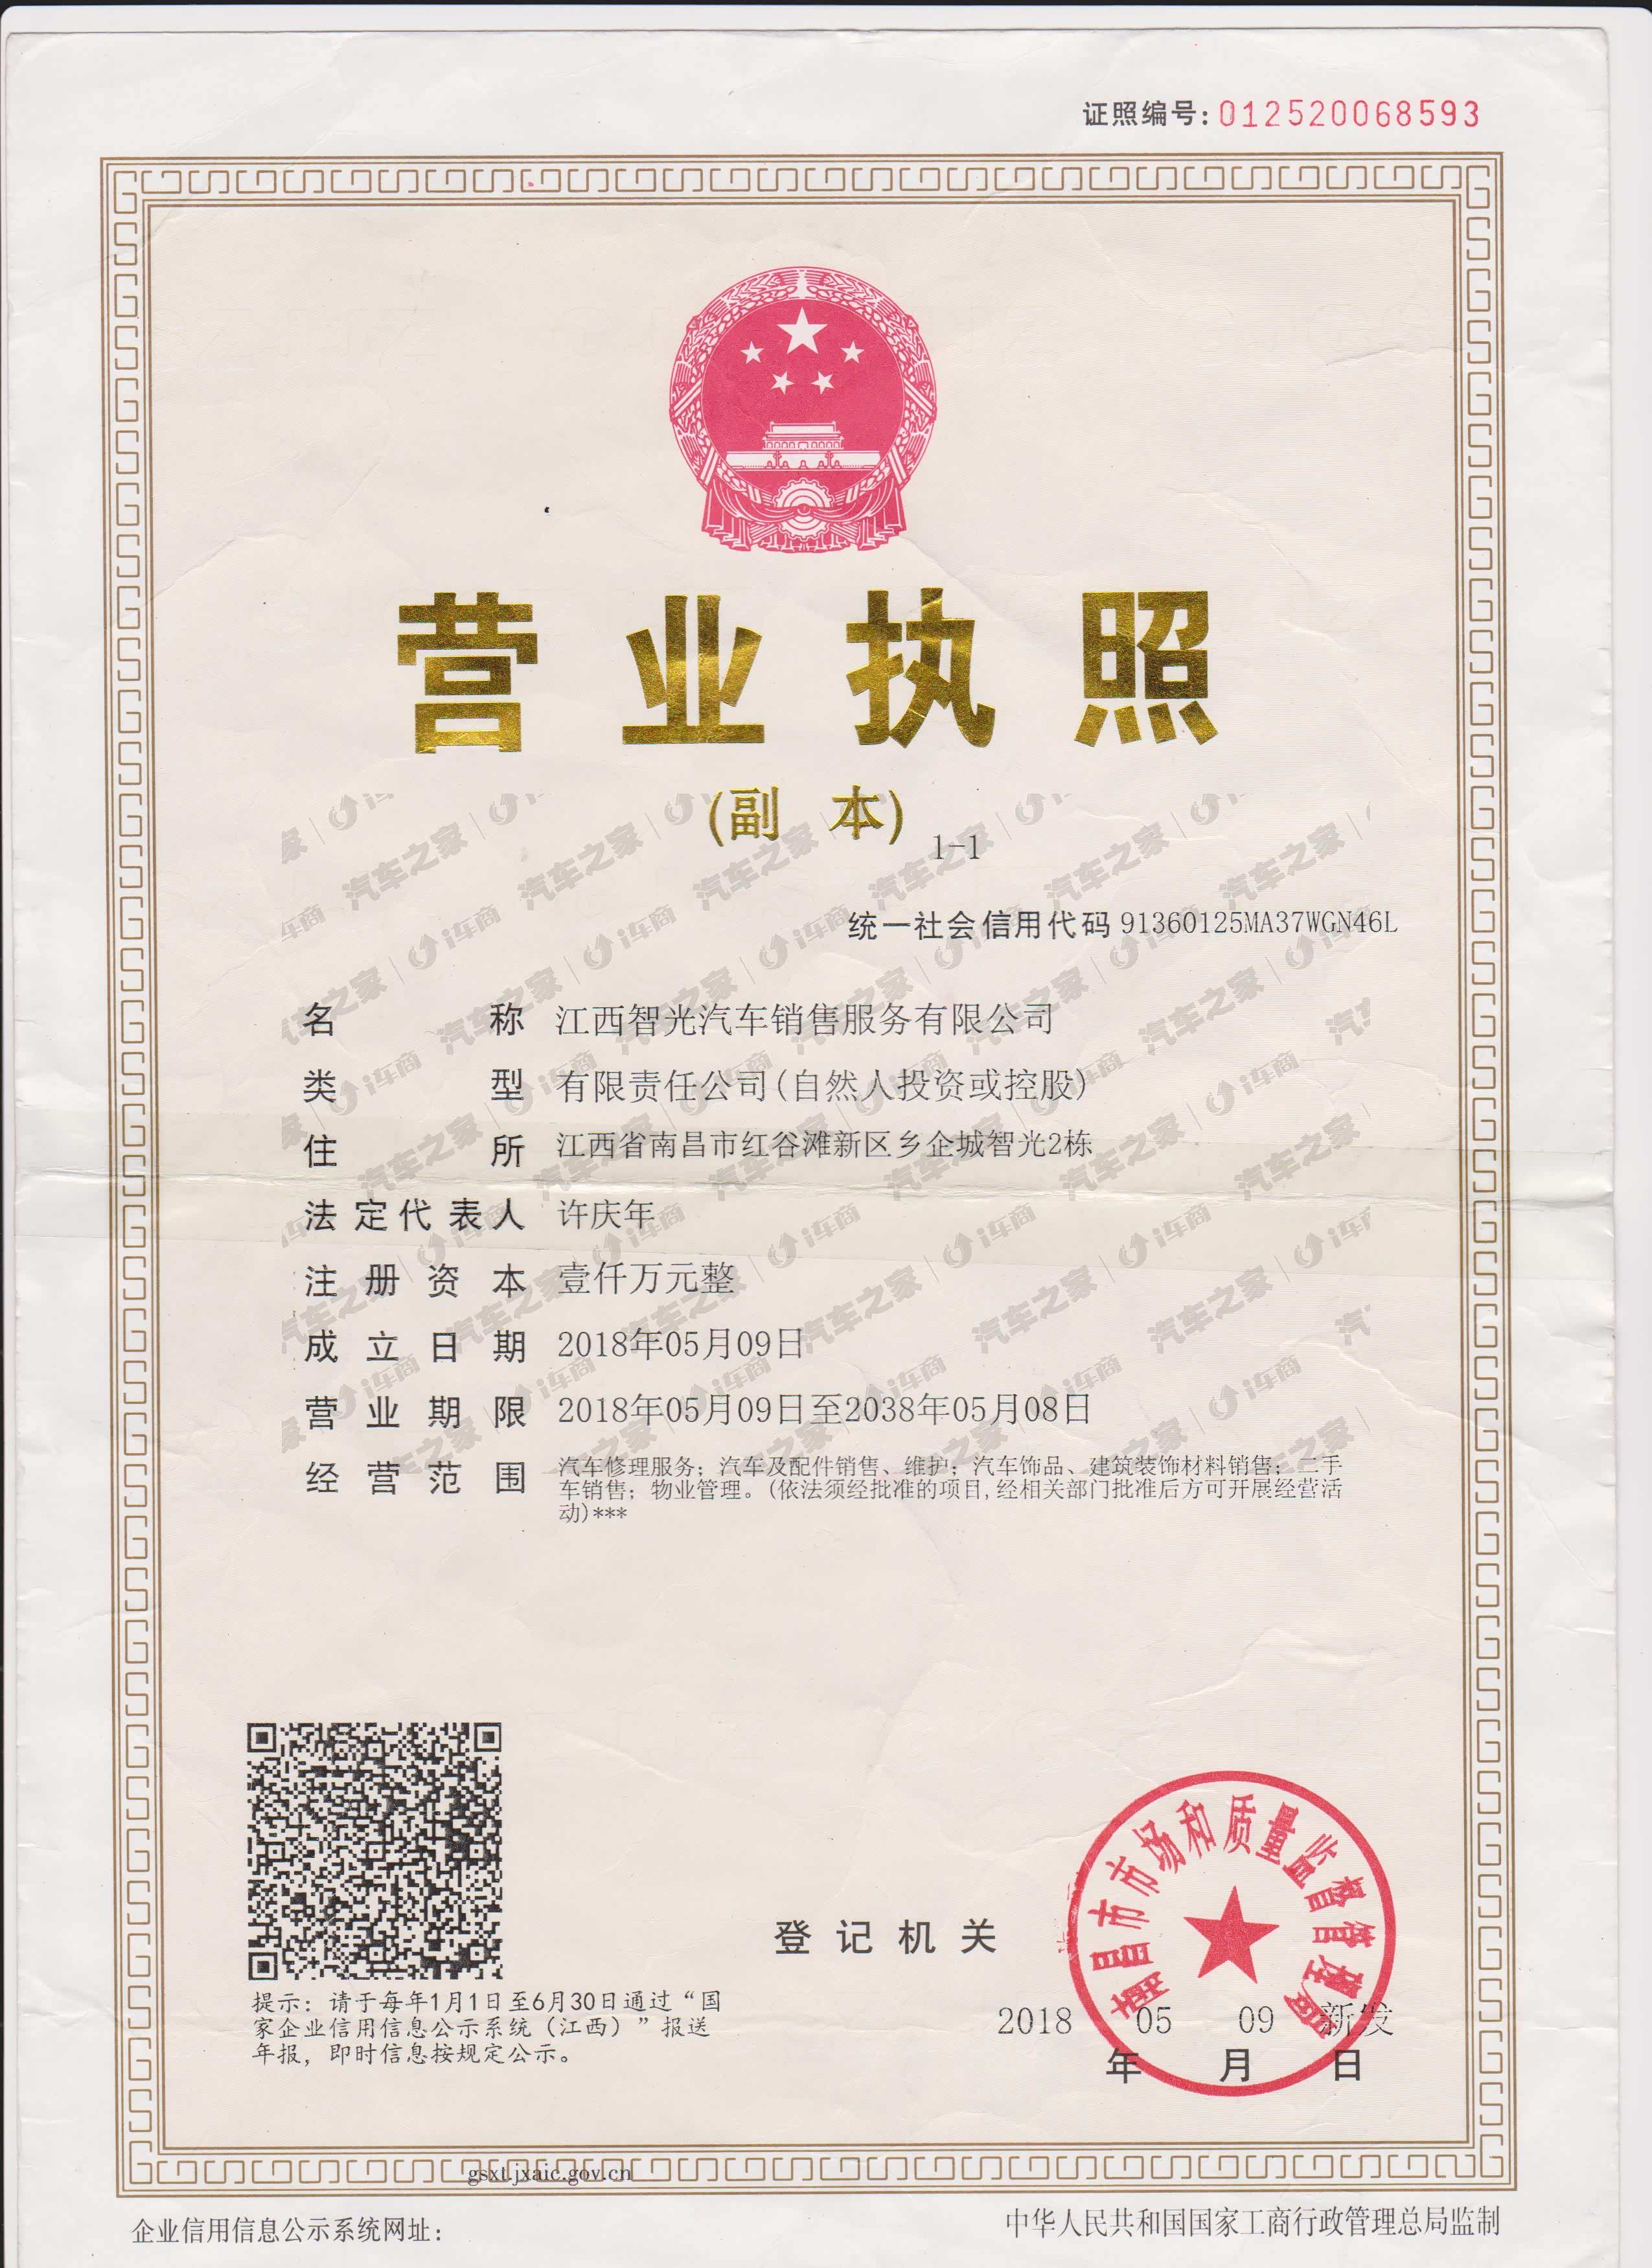 证照编号:012520068593
营业执照
(副 本)
1-1
统一社会信用代码 91360125MA37WGN46L
名 称 江西智光汽车销售服务有限公司
类 型 有限责任公司(自然人投资或控股)
住 所 江西省南昌市红谷滩新区乡企城智光2栋
法定代表人 许庆年
注册资本 壹仟万元整
成立日期 2018年05月09日
营业期限 2018年05月09日至2038年05月08日
经营范围 汽车修理服务;汽车及配件销售、维护;汽车饰品、建筑装饰材料销售;二手
车销售;物业管理。(依法须经批准的项目,经相关部门批准后方可开展经营活
动)***
汽车之家 i车商
南昌市市场和质量监督管理局
登记机关
2018 05 09 新发
年 月 日
提示:请于每年1月1日至6月30日通过“国
家企业信用信息公示系统(江西)”报送
年报,即时信息按规定公示。
gsxt.jxaic.gov.cn
企业信用信息公示系统网址:
中华人民共和国国家工商行政管理总局监制